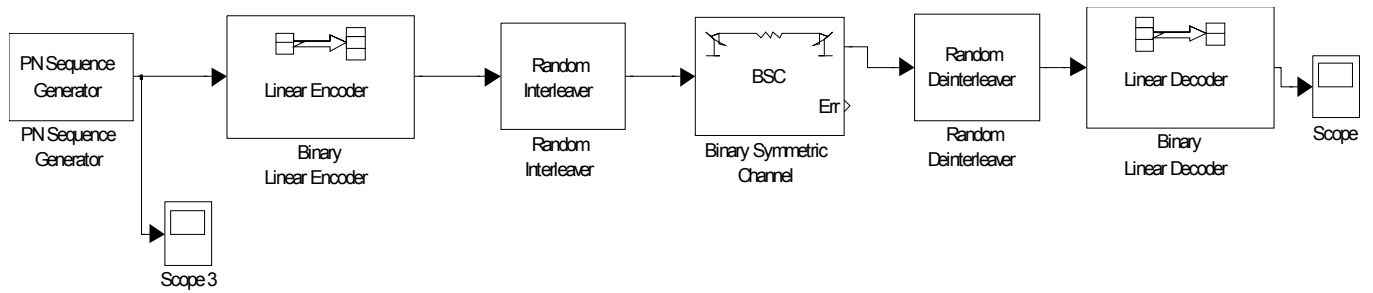 PN Sequence
Generator
PN Sequence
Generator
Linear Encoder
Binary
Linear Encoder
Random
Interleaver
Random
Interleaver
BSC
Err
Binary Symmetric
Channel
Random
Deinterleaver
Random
Deinterleaver
Linear Decoder
Binary
Linear Decoder
Scope
Scope 3